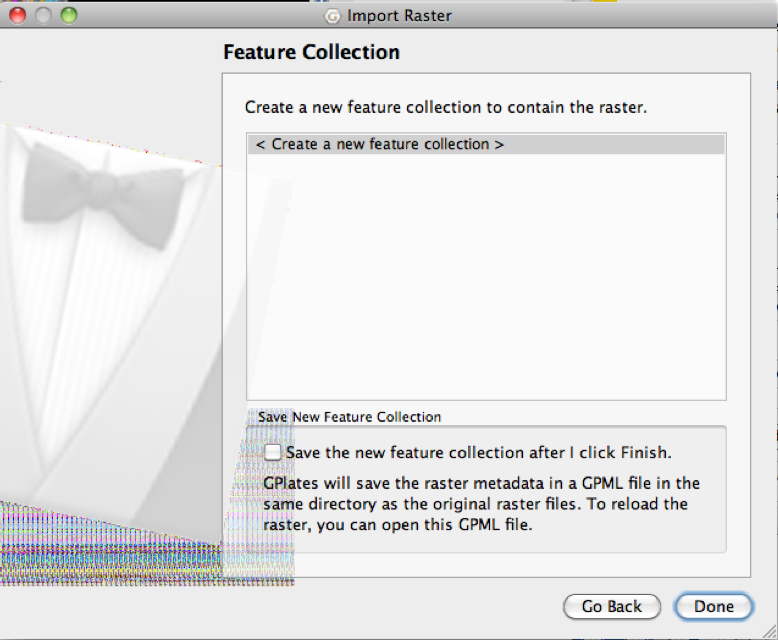 Import Raster
Feature Collection
Create a new feature collection to contain the raster.
< Create a new feature collection >
Save New Feature Collection
Save the new feature collection after I click Finish.
GPlates will save the raster metadata in a GPML file in the
same directory as the original raster files. To reload the
raster, you can open this GPML file.
Go Back
Done